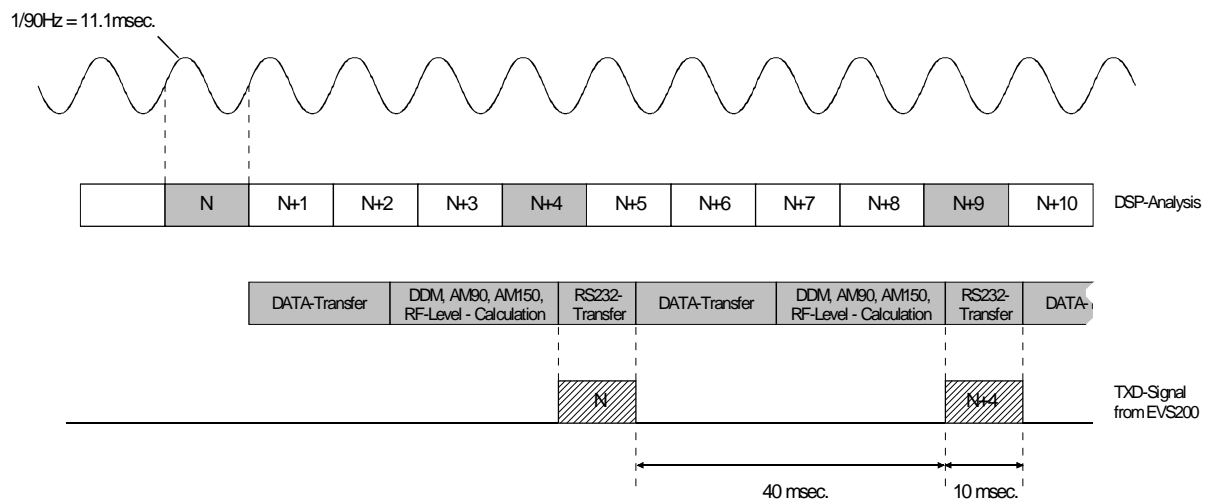 1/90Hz = 11.1msec.
N N+1 N+2 N+3 N+4 N+5 N+6 N+7 N+8 N+9 N+10 DSP-Analysis
DATA-Transfer
DDM, AM90, AM150,
RF-Level - Calculation
RS232-
Transfer
DATA-Transfer
DDM, AM90, AM150,
RF-Level - Calculation
RS232-
Transfer
DATA-
N
N+4
TXD-Signal
from EVS200
40 msec.
10 msec.